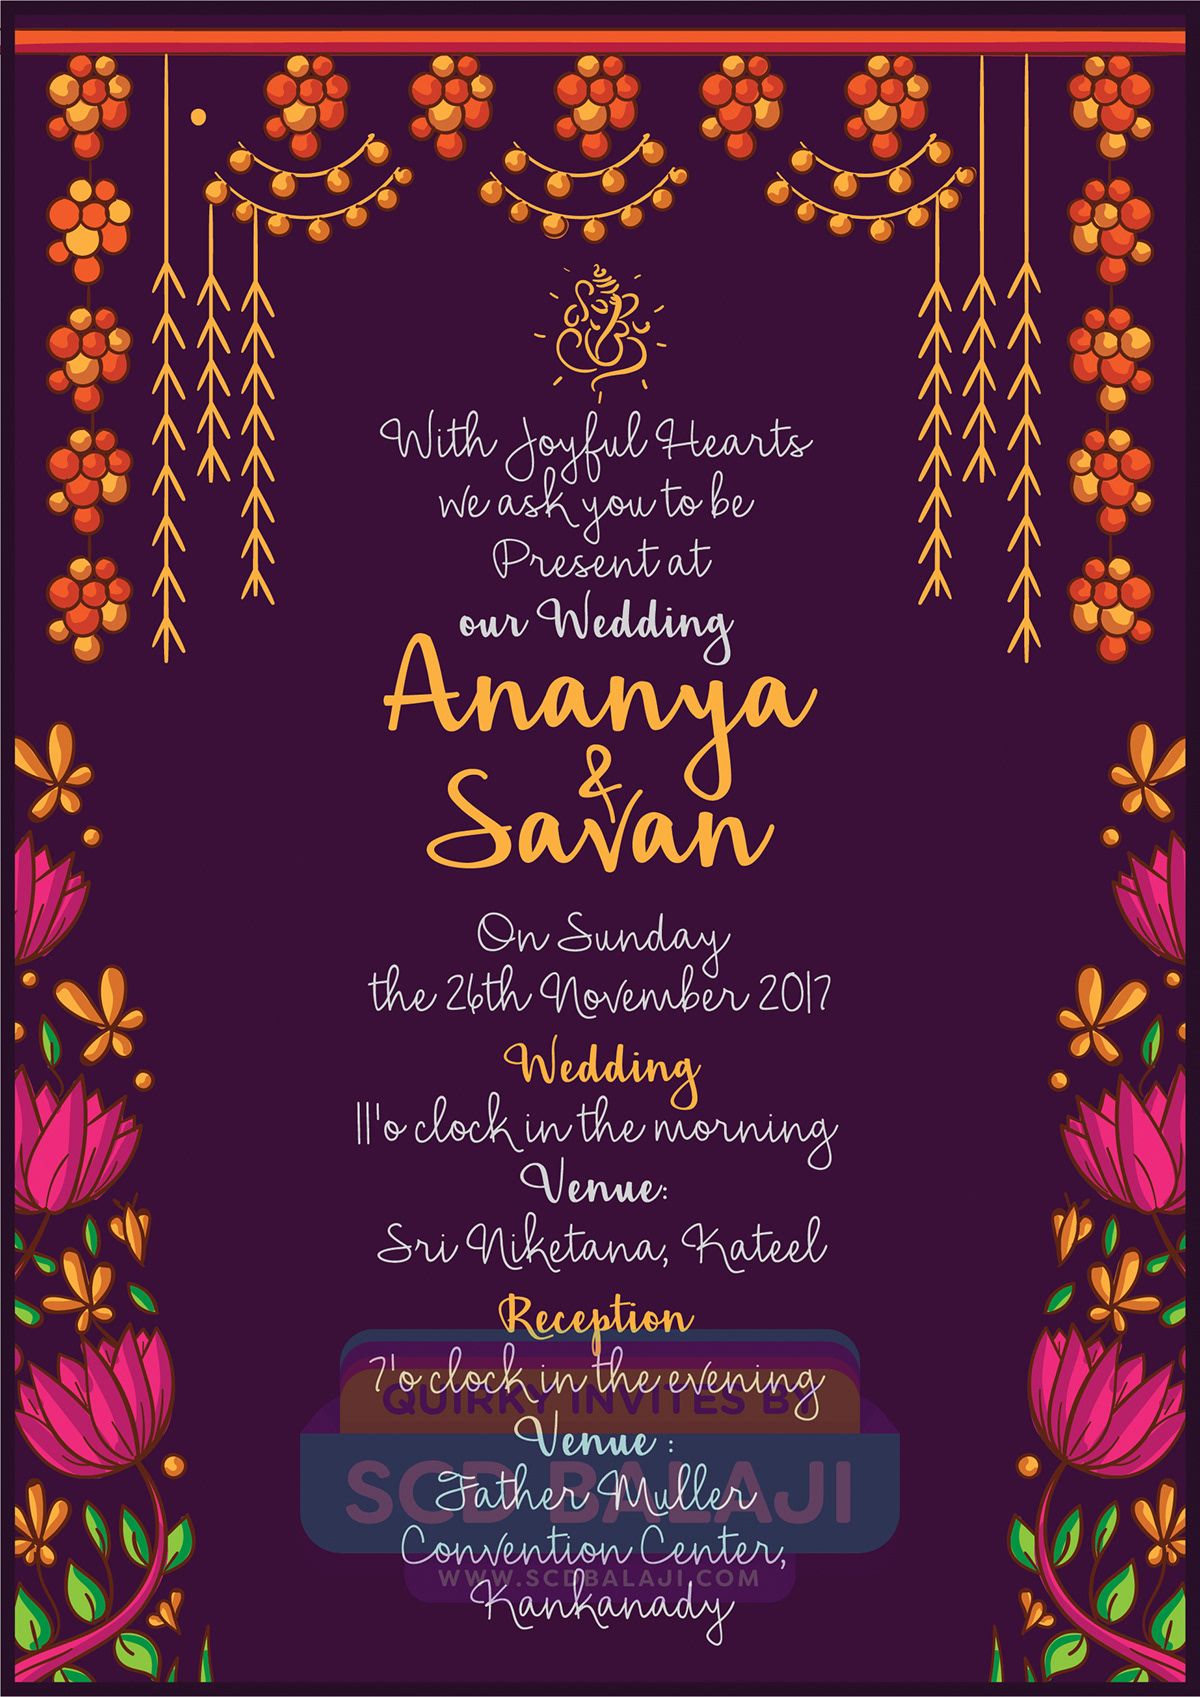 With Joyful Hearts
we ask you to be
Present at
our Wedding
Ananya
&
Savan
On Sunday
the 26th November 2017
Wedding
11'o clock in the morning
Venue:
Sri Niketana, Kateel
Reception
7'o clock in the evening
QUIRKY INVITES BY
Venue :
SCD BALAJI
Father Muller
Convention Center,
WWW.SCDBALAJI.COM
Kankanady